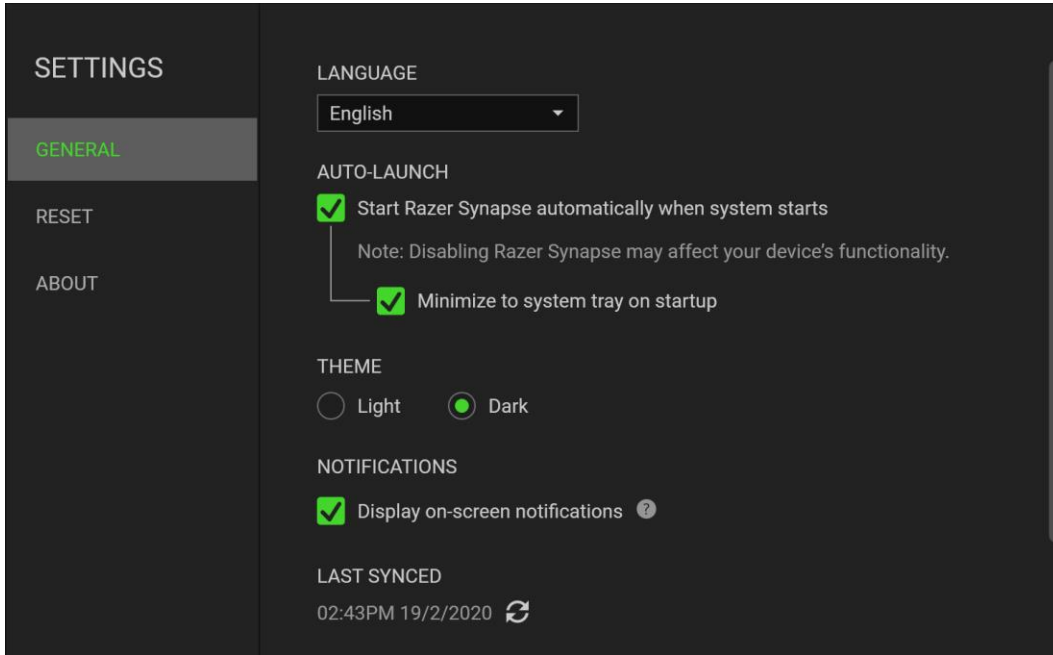 SETTINGS
GENERAL
RESET
ABOUT
LANGUAGE
English
AUTO-LAUNCH
Start Razer Synapse automatically when system starts
Note: Disabling Razer Synapse may affect your device’s functionality.
Minimize to system tray on startup
THEME
Light Dark
NOTIFICATIONS
Display on-screen notifications ?
LAST SYNCED
02:43PM 19/2/2020